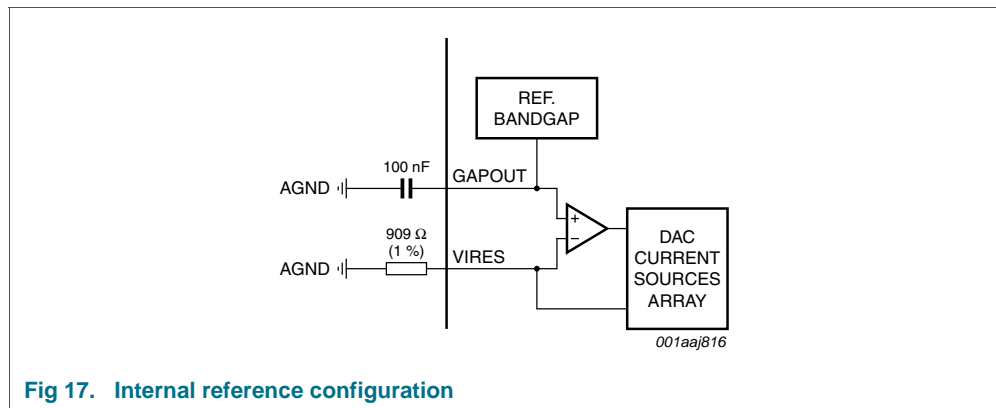 REF.
BANDGAP
100 nF
GAPOUT
AGND
+
−
909 Ω
(1 %)
VIRES
AGND
DAC
CURRENT
SOURCES
ARRAY
001aaj816
Fig 17. Internal reference configuration